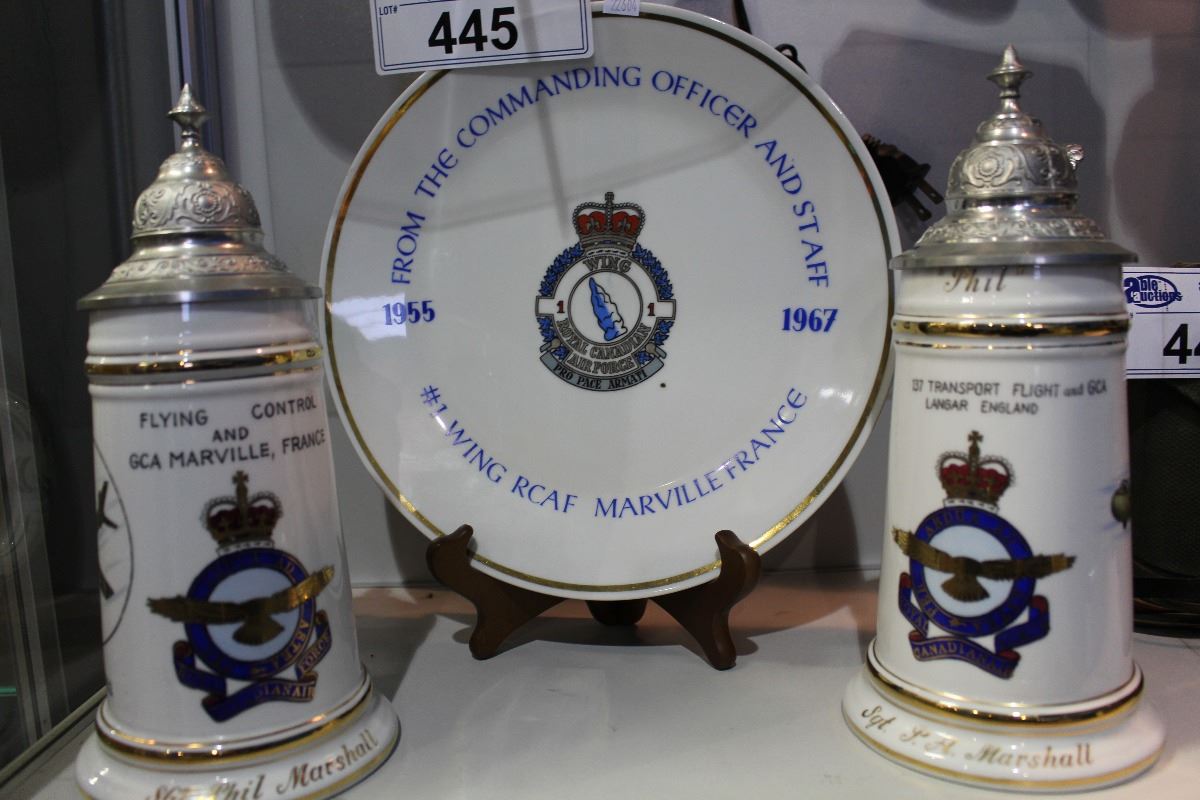 LOT#
445
22304
FROM THE COMMANDING OFFICER AND STAFF
1955
1967
WING
1 1
ROYAL CANADIAN
AIR FORCE
PRO PACE ARMATI
#1 WING RCAF MARVILLE FRANCE
FLYING CONTROL
AND
GCA MARVILLE, FRANCE
Sgt Phil Marshall
"Phil"
137 TRANSPORT FLIGHT and GCA
LANGAR ENGLAND
CANADIAN
Marshall
able
auctions
44